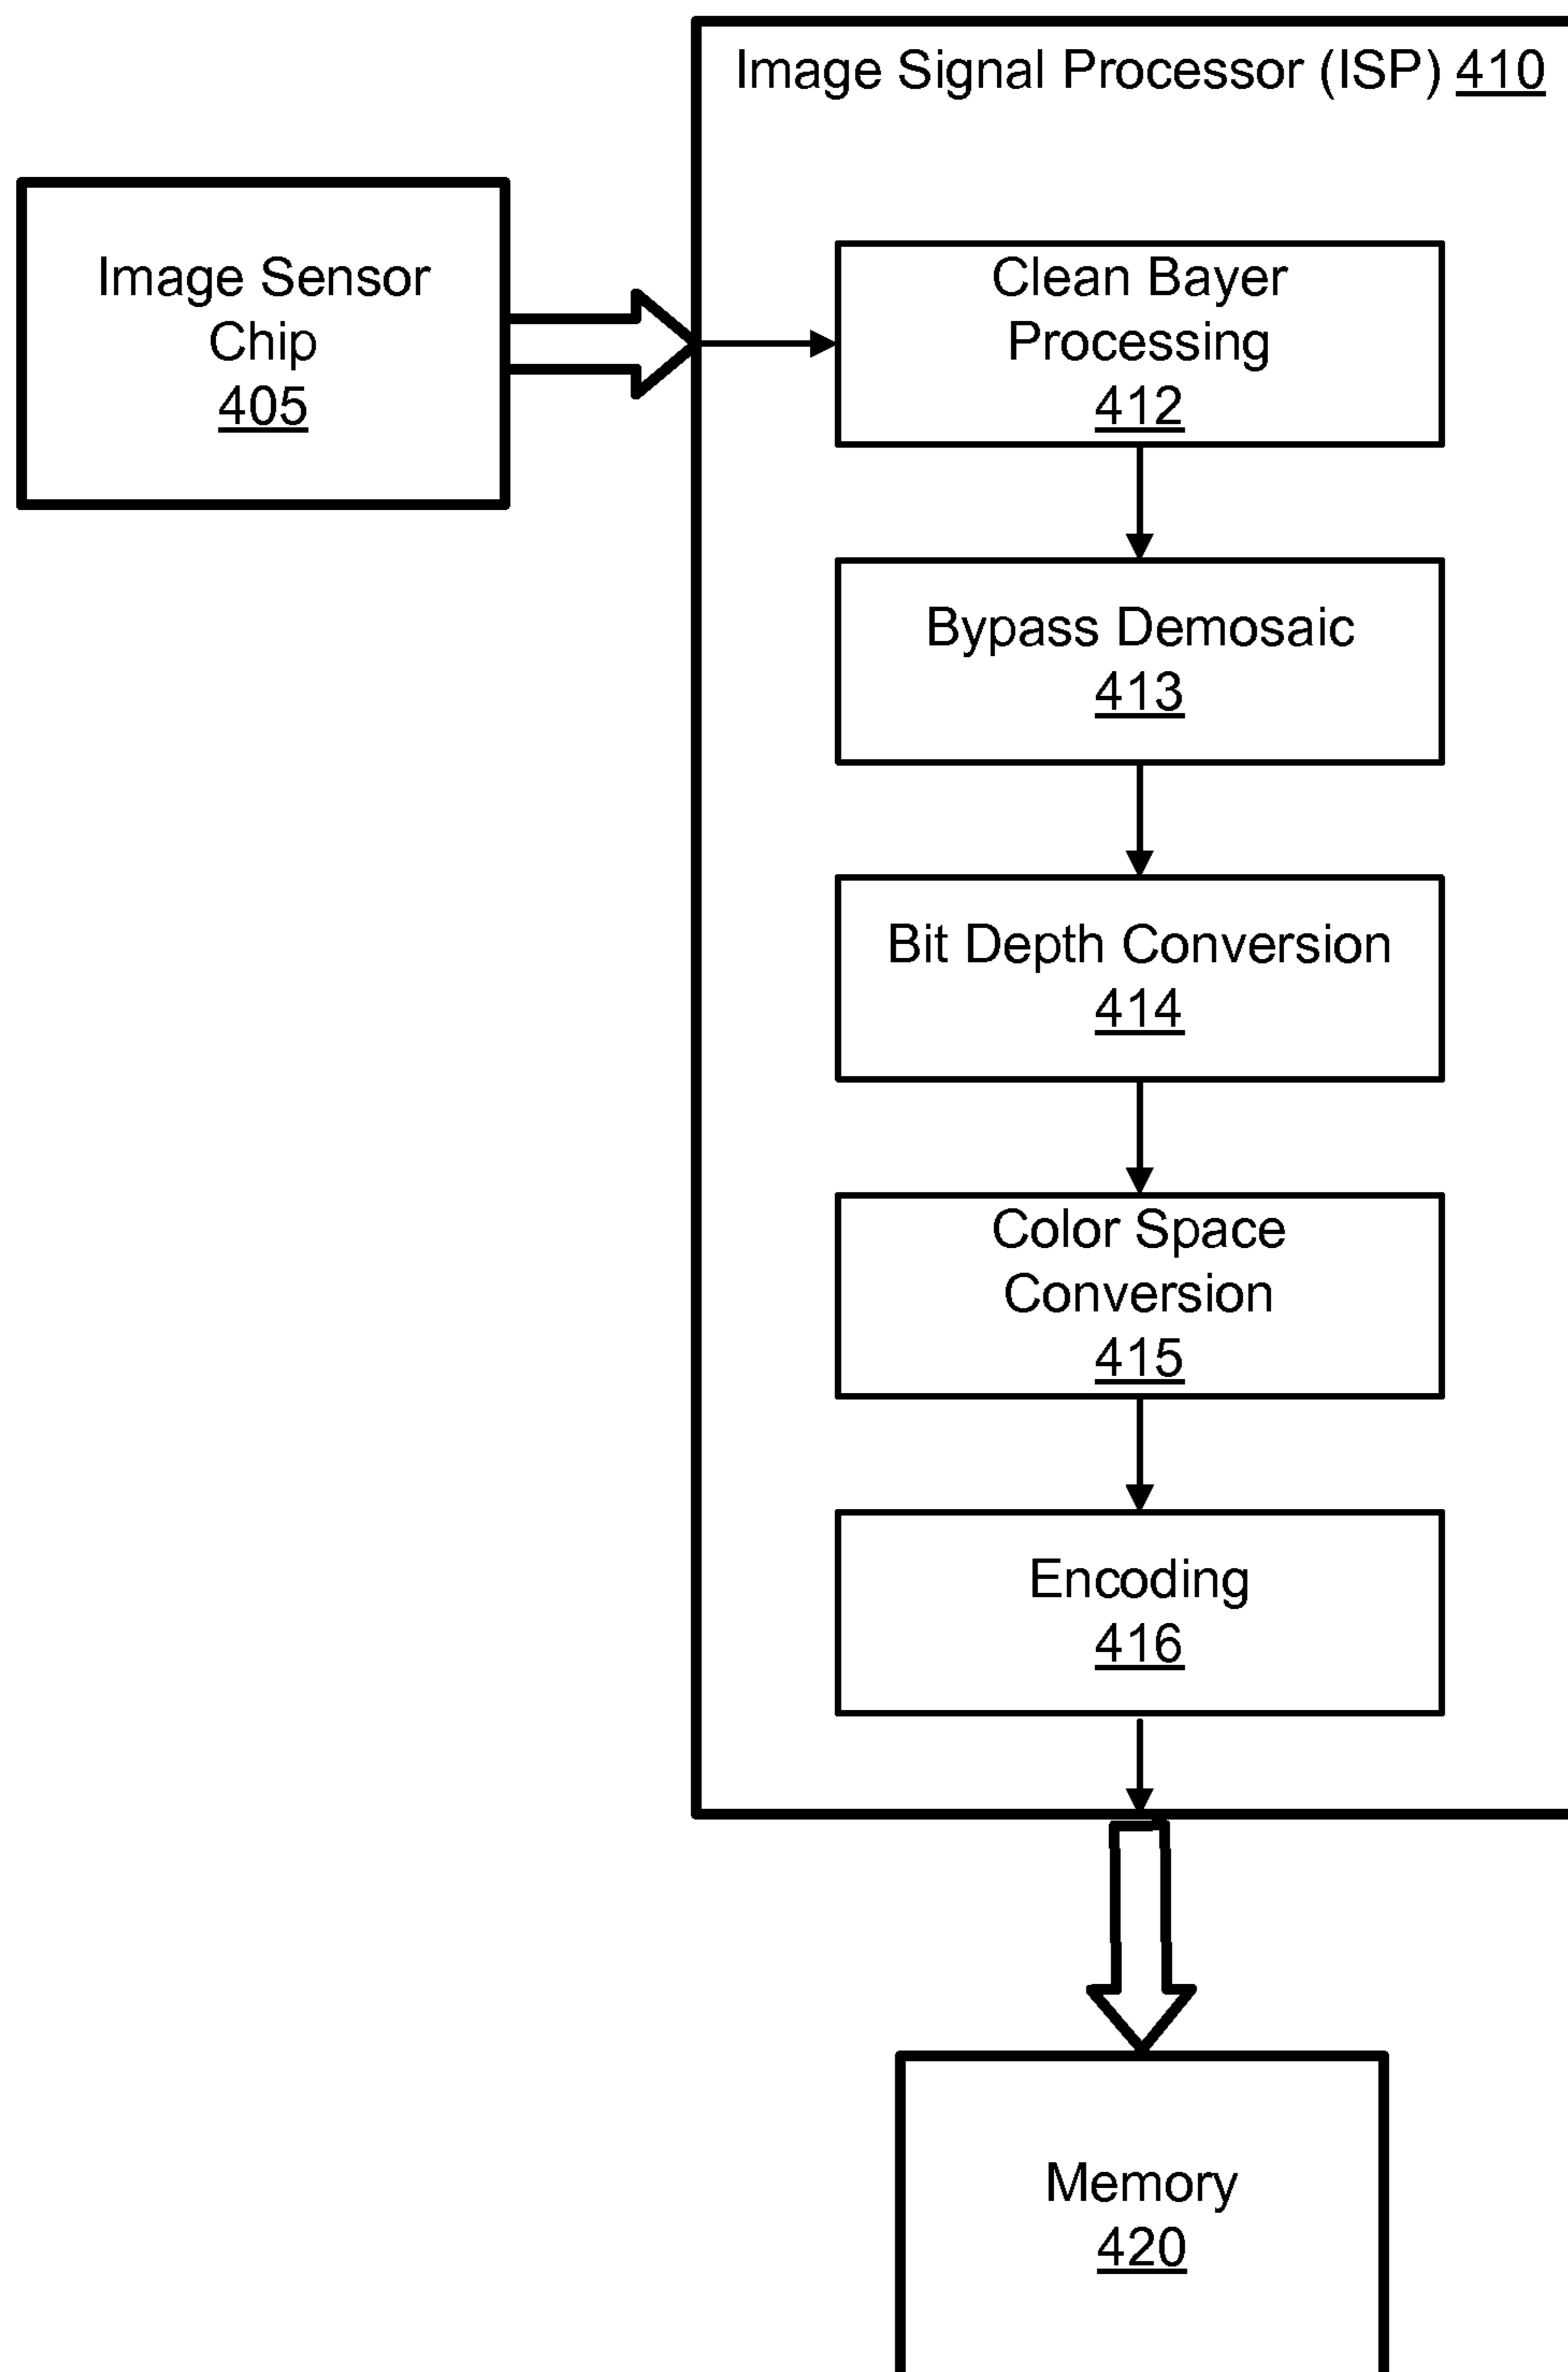 Image Signal Processor (ISP) 410
Image Sensor
Chip
405
Clean Bayer
Processing
412
Bypass Demosaic
413
Bit Depth Conversion
414
Color Space
Conversion
415
Encoding
416
Memory
420